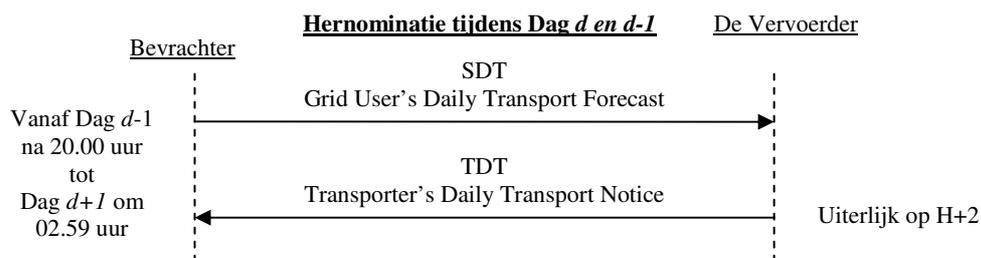 Hernominatie tijdens Dag d en d-1
De Vervoerder
Bevrachter
SDT
Grid User's Daily Transport Forecast
Vanaf Dag d-1
na 20.00 uur
tot
Dag d+1 om
02.59 uur
TDT
Transporter's Daily Transport Notice
Uiterlijk op H+2